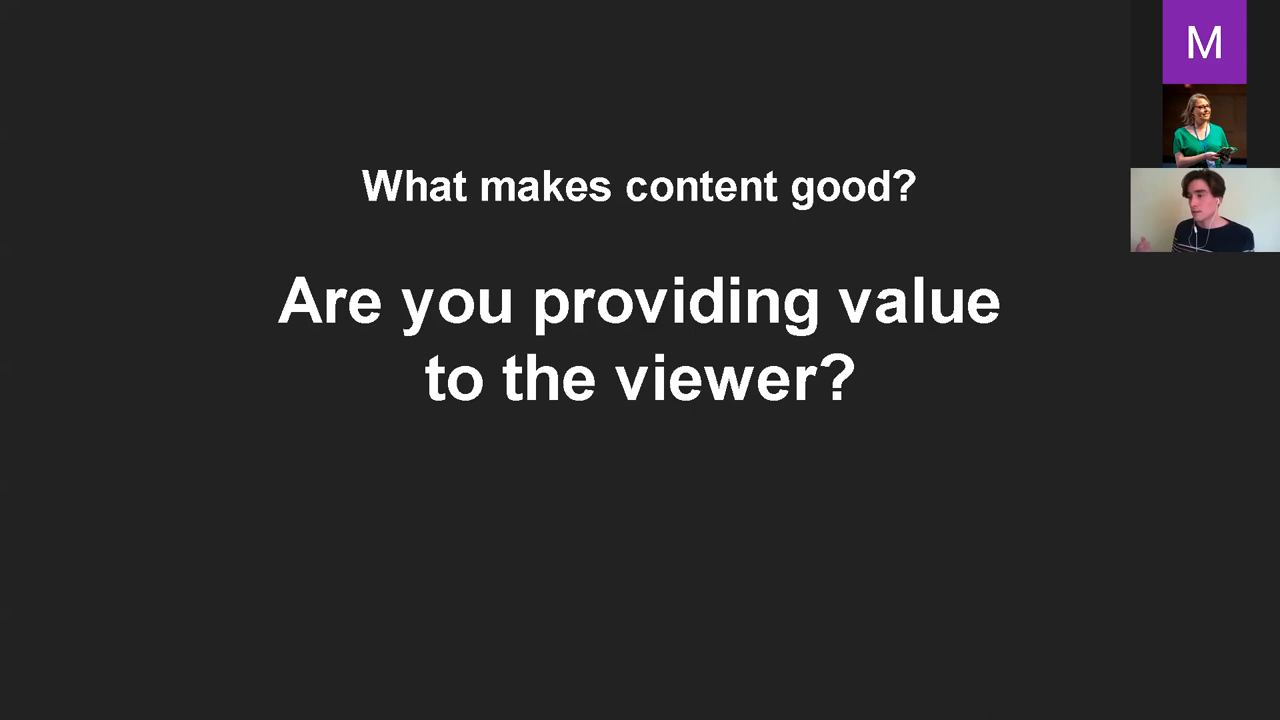 M
What makes content good?
Are you providing value
to the viewer?